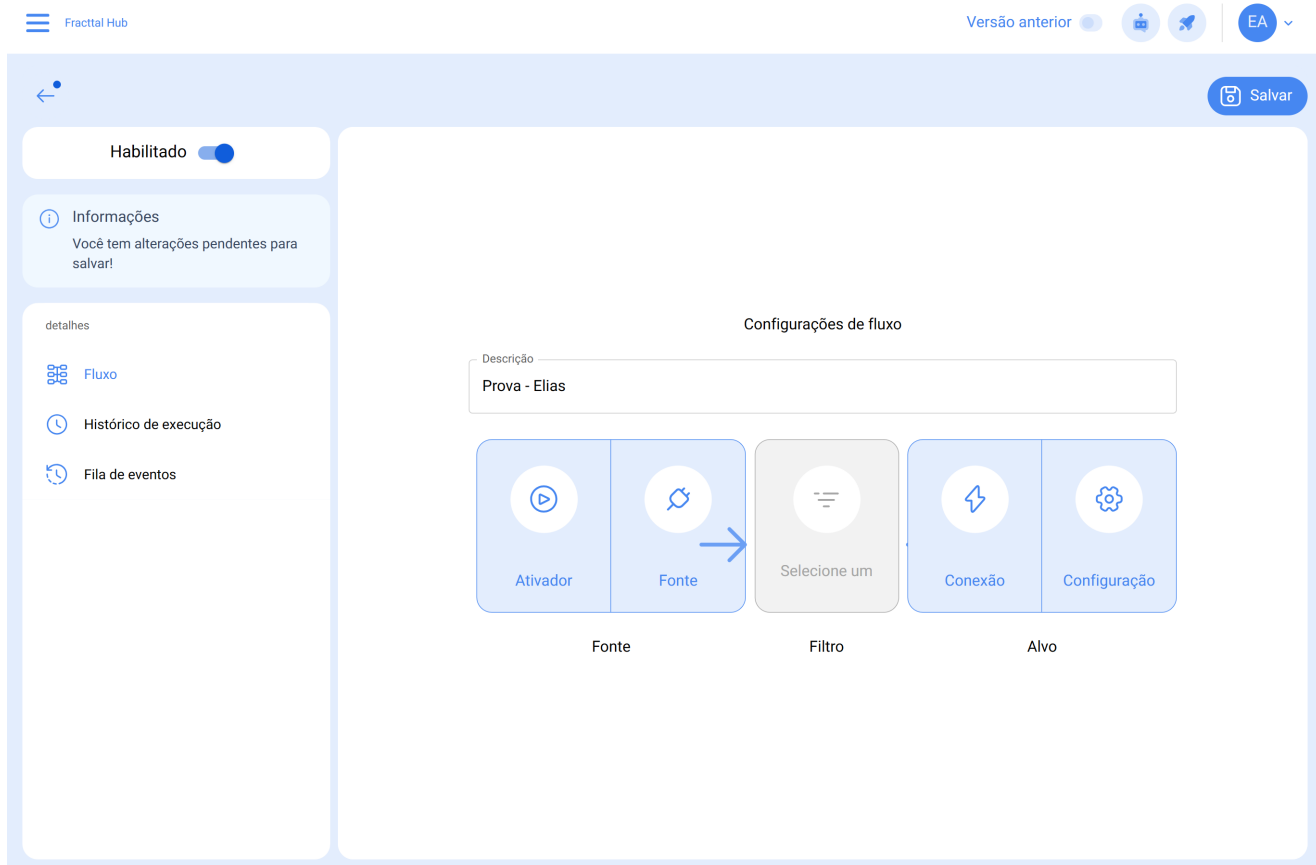 Fracttal Hub
Versão anterior
EA
Salvar
Habilitado
Informações
Você tem alterações pendentes para
salvar!
detalhes
Fluxo
Histórico de execução
Fila de eventos
Configurações de fluxo
Descrição
Prova - Elias
Ativador
Fonte
Selecione um
Conexão
Configuração
Fonte
Filtro
Alvo